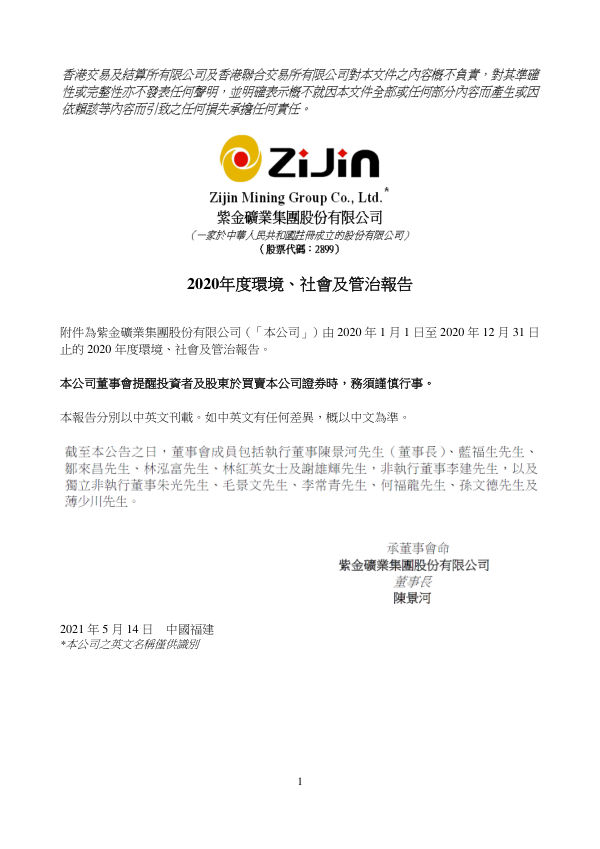 香港交易及結算所有限公司及香港聯合交易所有限公司對本文件之內容概不負責，對其準確
性或完整性亦不發表任何聲明，並明確表示概不就因本文件全部或任何部分內容而產生或因
依賴該等內容而引致之任何損失承擔任何責任。
ZiJin
Zijin Mining Group Co., Ltd.*
紫金礦業集團股份有限公司
（一家於中華人民共和國註冊成立的股份有限公司）
（股票代碼：2899）
2020年度環境、社會及管治報告
附件為紫金礦業集團股份有限公司（「本公司」）由 2020 年 1 月 1 日至 2020 年 12 月 31 日
止的 2020 年度環境、社會及管治報告。
本公司董事會提醒投資者及股東於買賣本公司證券時，務須謹慎行事。
本報告分別以中英文刊載。如中英文有任何差異，概以中文為準。
截至本公告之日，董事會成員包括執行董事陳景河先生（董事長）、藍福生先生、
鄒來昌先生、林泓富先生、林紅英女士及謝雄輝先生，非執行董事李建先生，以及
獨立非執行董事朱光先生、毛景文先生、李常青先生、何福龍先生、孫文德先生及
薄少川先生。
承董事會命
紫金礦業集團股份有限公司
董事長
陳景河
2021 年 5 月 14 日　中國福建
*本公司之英文名稱僅供識別
1